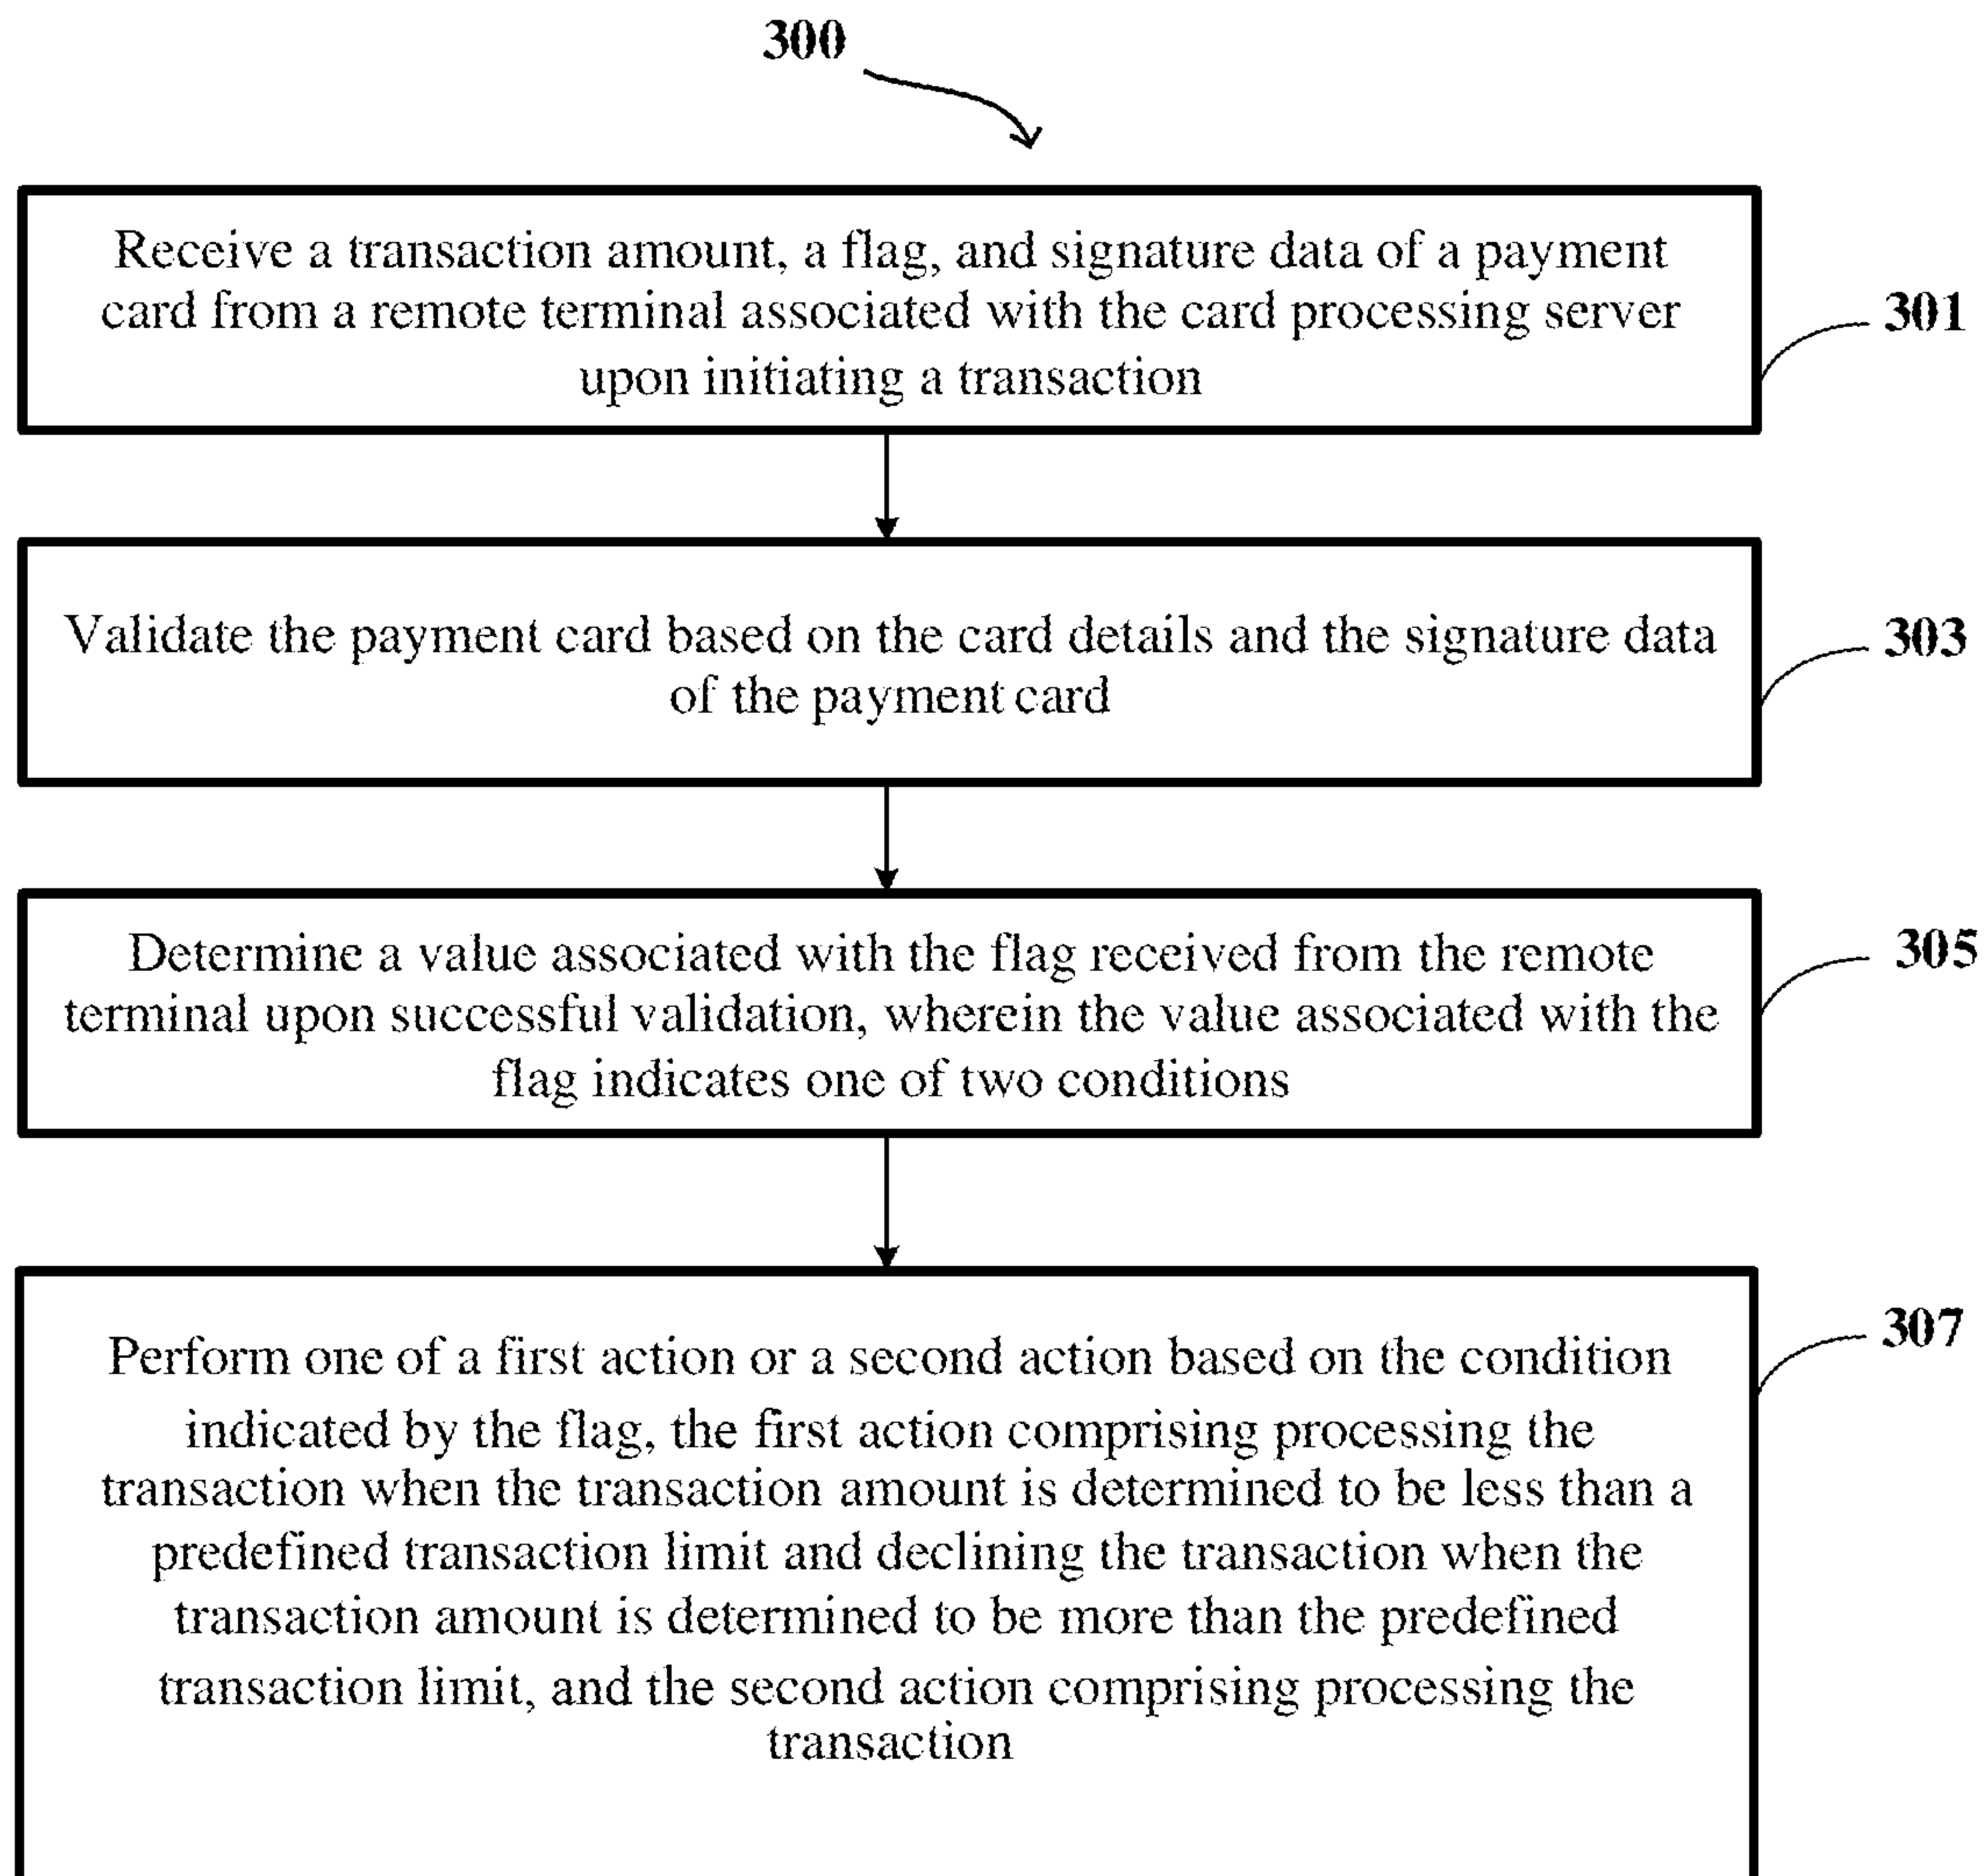 300
Receive a transaction amount, a flag, and signature data of a payment
card from a remote terminal associated with the card processing server
upon initiating a transaction
301
Validate the payment card based on the card details and the signature data
of the payment card
303
Determine a value associated with the flag received from the remote
terminal upon successful validation, wherein the value associated with the
flag indicates one of two conditions
305
Perform one of a first action or a second action based on the condition
indicated by the flag, the first action comprising processing the
transaction when the transaction amount is determined to be less than a
predefined transaction limit and declining the transaction when the
transaction amount is determined to be more than the predefined
transaction limit, and the second action comprising processing the
transaction
307